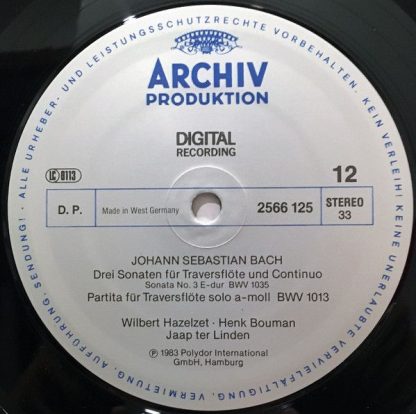 ALLE URHEBER- UND LEISTUNGSSCHUTZRECHTE VORBEHALTEN. KEIN VERLEIH! KEINE UNERLAUBTE VERVIELFÄLTIGUNG, VERMIETUNG, AUFFÜHRUNG, SENDUNG!
ARCHIV
PRODUKTION
DIGITAL
RECORDING
LC 0113
12
D. P.
Made in West Germany
2566 125
STEREO
33
JOHANN SEBASTIAN BACH
Drei Sonaten für Traversflöte und Continuo
Sonata No. 3 E-dur BWV 1035
Partita für Traversflöte solo a-moll BWV 1013
Wilbert Hazelzet · Henk Bouman
Jaap ter Linden
Ⓟ 1983 Polydor International
GmbH, Hamburg